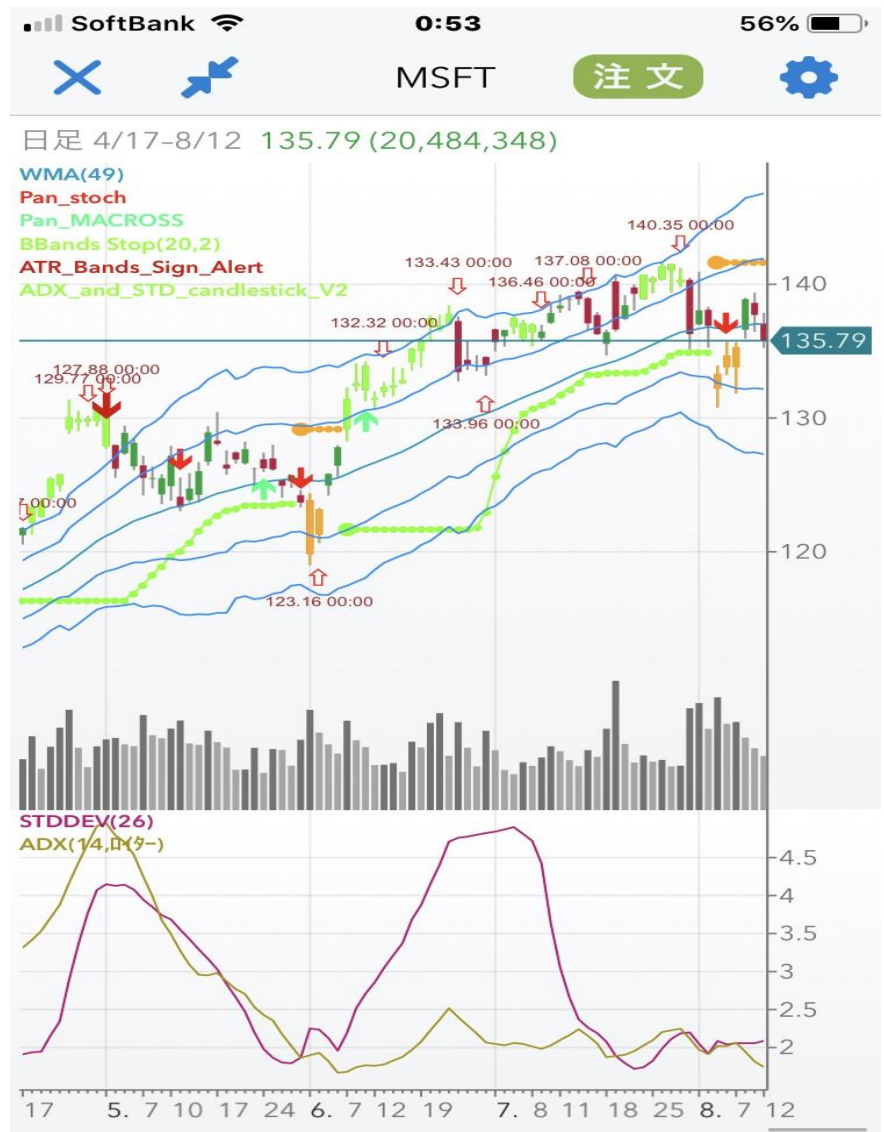 SoftBank 0:53 56%
MSFT 注文
日足 4/17-8/12 135.79 (20,484,348)
WMA(49)
Pan_stoch
Pan_MACROSS
BBands Stop(20,2)
ATR_Bands_Sign_Alert
ADX_and_STD_candlestick_V2
140.35 00:00
133.43 00:00 137.08 00:00
136.46 00:00
140
132.32 00:00
135.79
127.88 00:00
129.77 00:00
130
133.96 00:00
7 00:00
120
123.16 00:00
STDDEV(26)
ADX(14,ﾛｲﾀｰ)
4.5
4
3.5
3
2.5
2
17 5. 7 10 17 24 6. 7 12 19 7. 8 11 18 25 8. 7 12